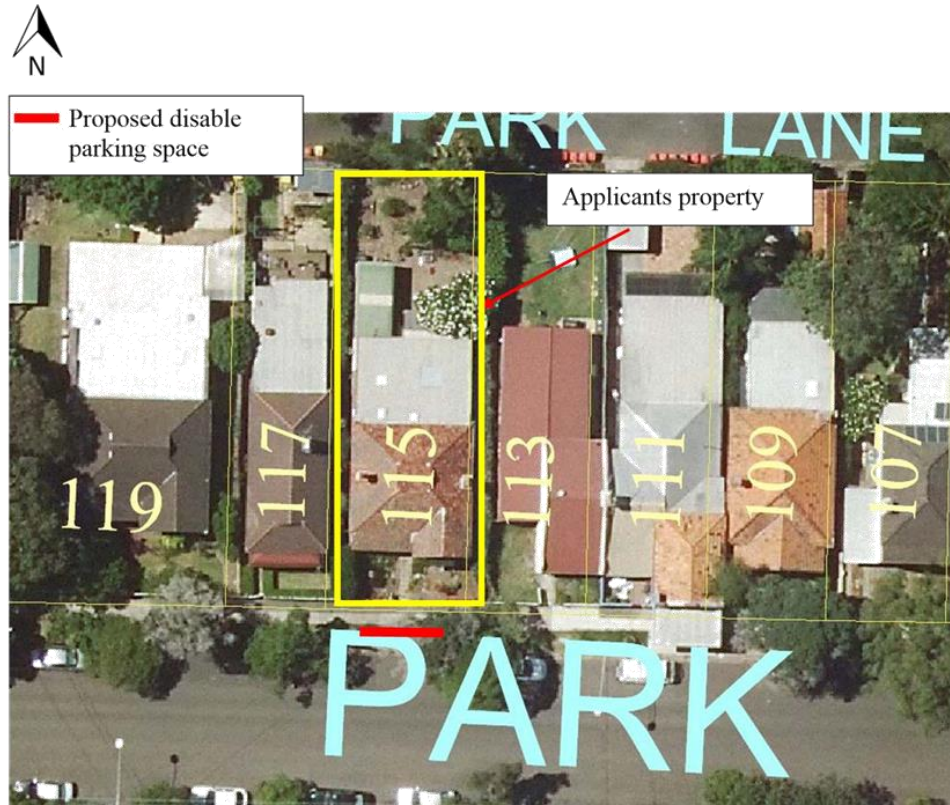 N
Proposed disable
parking space
PARK LANE
Applicants property
119
117
115
113
111
109
107
PARK